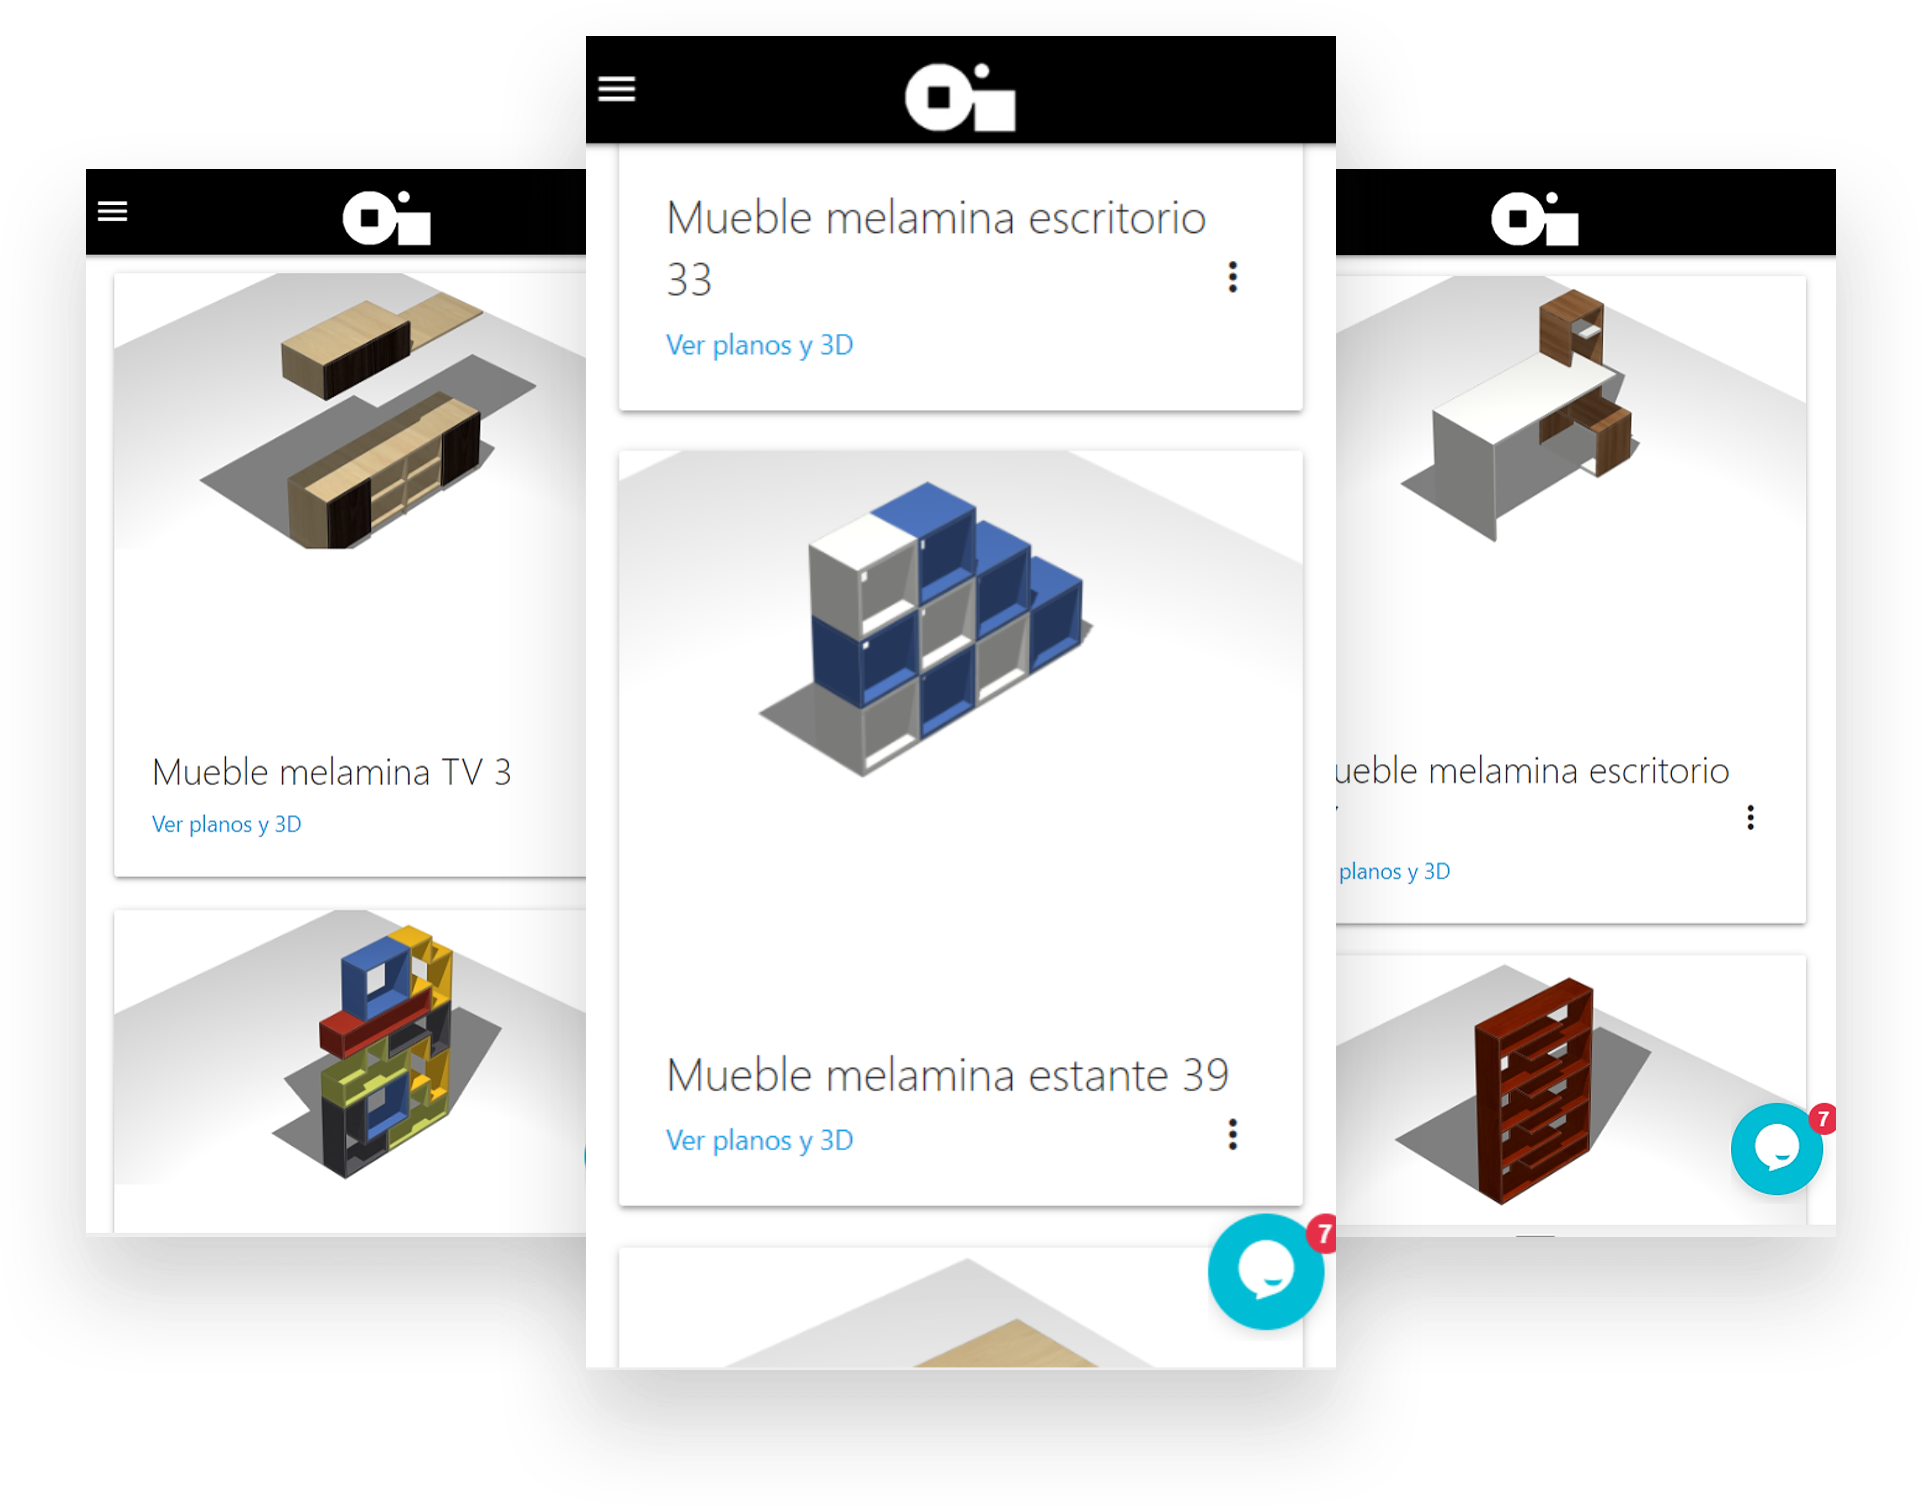 Mueble melamina TV 3
Ver planos y 3D
Mueble melamina escritorio
33
Ver planos y 3D
Mueble melamina estante 39
Ver planos y 3D
7
melamina escritorio
planos y 3D
7